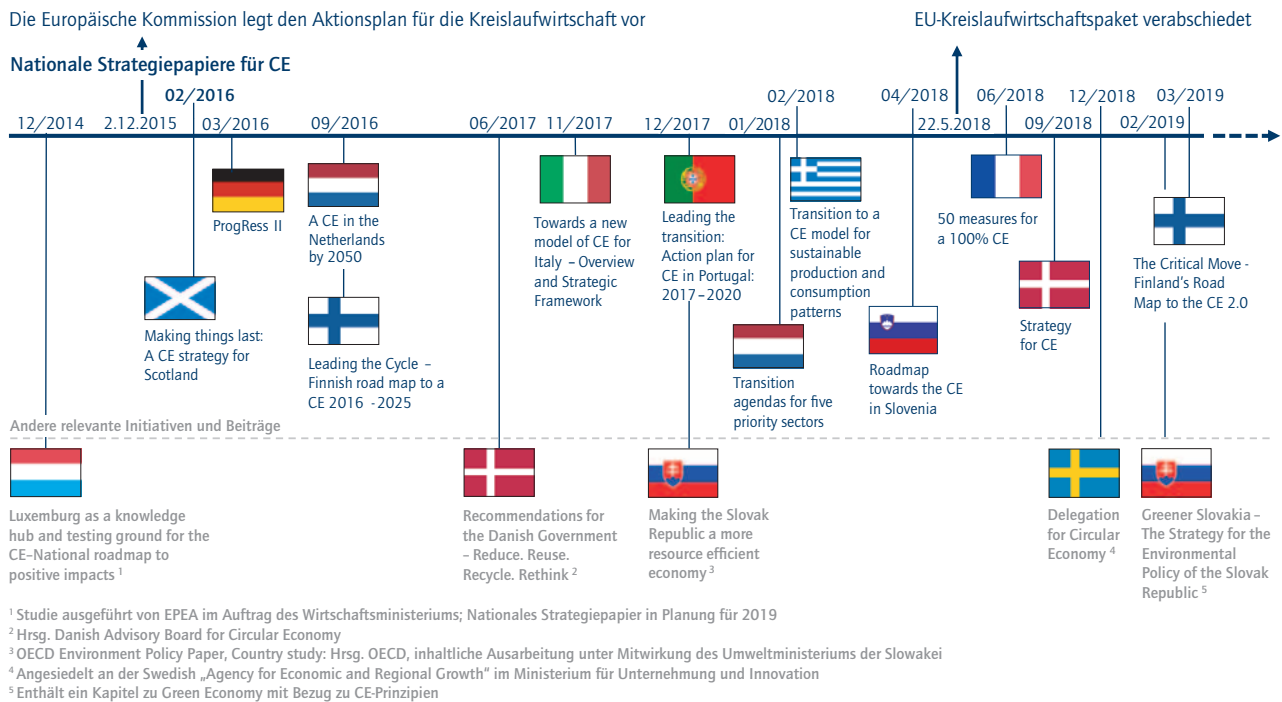 Die Europäische Kommission legt den Aktionsplan für die Kreislaufwirtschaft vor
EU-Kreislaufwirtschaftspaket verabschiedet
Nationale Strategiepapiere für CE
12/2014
2.12.2015
02/2016
03/2016
09/2016
06/2017
11/2017
12/2017
01/2018
02/2018
04/2018
22.5.2018
06/2018
09/2018
12/2018
02/2019
03/2019
ProgRess II
Making things last:
A CE strategy for
Scotland
A CE in the
Netherlands
by 2050
Leading the Cycle –
Finnish road map to a
CE 2016 -2025
Towards a new
model of CE for
Italy – Overview
and Strategic
Framework
Leading the
transition:
Action plan for
CE in Portugal:
2017–2020
Transition
agendas for five
priority sectors
Transition to a
CE model for
sustainable
production and
consumption
patterns
Roadmap
towards the CE
in Slovenia
50 measures for
a 100% CE
Strategy
for CE
The Critical Move -
Finland's Road
Map to the CE 2.0
Andere relevante Initiativen und Beiträge
Luxemburg as a knowledge
hub and testing ground for the
CE–National roadmap to
positive impacts 1
Recommendations for
the Danish Government
– Reduce. Reuse.
Recycle. Rethink 2
Making the Slovak
Republic a more
resource efficient
economy 3
Delegation
for Circular
Economy 4
Greener Slovakia –
The Strategy for the
Environmental
Policy of the Slovak
Republic 5
1 Studie ausgeführt von EPEA im Auftrag des Wirtschaftsministeriums; Nationales Strategiepapier in Planung für 2019
2 Hrsg. Danish Advisory Board for Circular Economy
3 OECD Environment Policy Paper, Country study: Hrsg. OECD, inhaltliche Ausarbeitung unter Mitwirkung des Umweltministeriums der Slowakei
4 Angesiedelt an der Swedish „Agency for Economic and Regional Growth“ im Ministerium für Unternehmung und Innovation
5 Enthält ein Kapitel zu Green Economy mit Bezug zu CE-Prinzipien